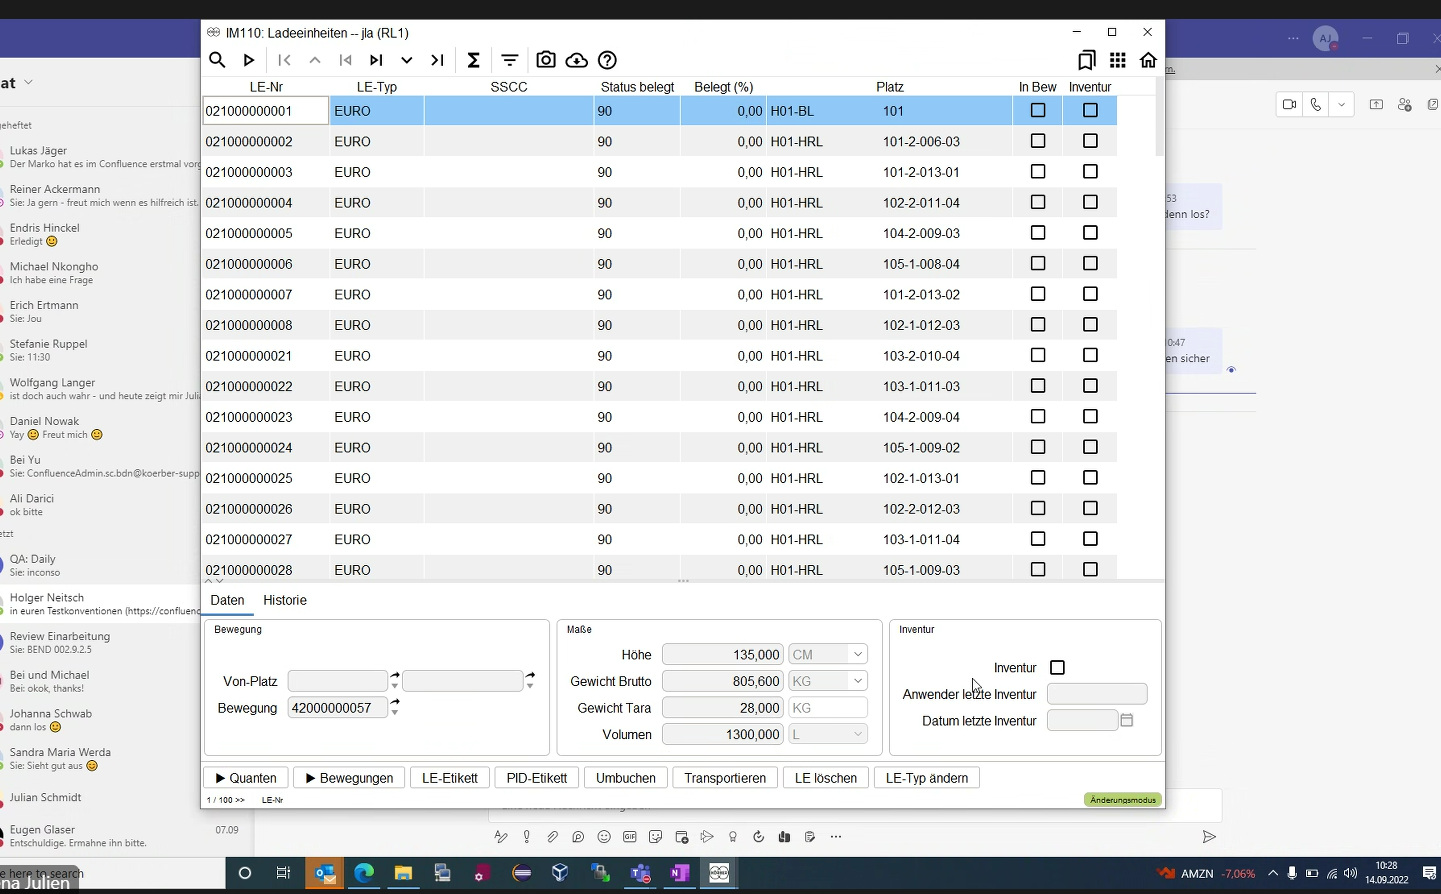 IM110: Ladeeinheiten -- jla (RL1)
LE-Nr LE-Typ SSCC Status belegt Belegt (%) Platz In Bew Inventur
021000000001 EURO 90 0,00 H01-BL 101
021000000002 EURO 90 0,00 H01-HRL 101-2-006-03
021000000003 EURO 90 0,00 H01-HRL 101-2-013-01
021000000004 EURO 90 0,00 H01-HRL 102-2-011-04
021000000005 EURO 90 0,00 H01-HRL 104-2-009-03
021000000006 EURO 90 0,00 H01-HRL 105-1-008-04
021000000007 EURO 90 0,00 H01-HRL 101-2-013-02
021000000008 EURO 90 0,00 H01-HRL 102-1-012-03
021000000021 EURO 90 0,00 H01-HRL 103-2-010-04
021000000022 EURO 90 0,00 H01-HRL 103-1-011-03
021000000023 EURO 90 0,00 H01-HRL 104-2-009-04
021000000024 EURO 90 0,00 H01-HRL 105-1-009-02
021000000025 EURO 90 0,00 H01-HRL 102-1-013-01
021000000026 EURO 90 0,00 H01-HRL 102-2-012-03
021000000027 EURO 90 0,00 H01-HRL 103-1-011-04
021000000028 EURO 90 0,00 H01-HRL 105-1-009-03
Daten Historie
Bewegung
Von-Platz
Bewegung 42000000057
Maße
Höhe 135,000 CM
Gewicht Brutto 805,600 KG
Gewicht Tara 28,000 KG
Volumen 1300,000 L
Inventur
Inventur
Anwender letzte Inventur
Datum letzte Inventur
Quanten Bewegungen LE-Etikett PID-Etikett Umbuchen Transportieren LE löschen LE-Typ ändern
1 / 100 >> LE-Nr Änderungsmodus
at
eheftet
Lukas Jäger
Der Marko hat es im Confluence erstmal vorg
Reiner Ackermann
Sie: Ja gern - freut mich wenn es hilfreich ist.
Endris Hinckel
Erledigt 🙂
Michael Nkongho
Ich habe eine Frage
Erich Ertmann
Sie: Jou
Stefanie Ruppel
Sie: 11:30
Wolfgang Langer
ist doch auch wahr - und heute zeigt mir Juli
Daniel Nowak
Yay 🙂 Freut mich 🙂
Bei Yu
Sie: ConfluenceAdmin.sc.bdn@koerber-supp
Ali Darici
ok bitte
etzt
QA: Daily
Sie: inconso
Holger Neitsch
in euren Testkonventionen (https://confluenc
Review Einarbeitung
Sie: BEND 002.9.2.5
Bei und Michael
Bei: okok, thanks!
Johanna Schwab
dann los 🙂
Sandra Maria Werda
Sie: Sieht gut aus 🙂
Julian Schmidt
Eugen Glaser 07.09
Entschuldige. Ermahne ihn bitte.
AJ
m.
53
denn los?
0:47
en sicher
GIF
e here to search
na Julien
KÖRBER
AMZN -7,06%
10:28
14.09.2022